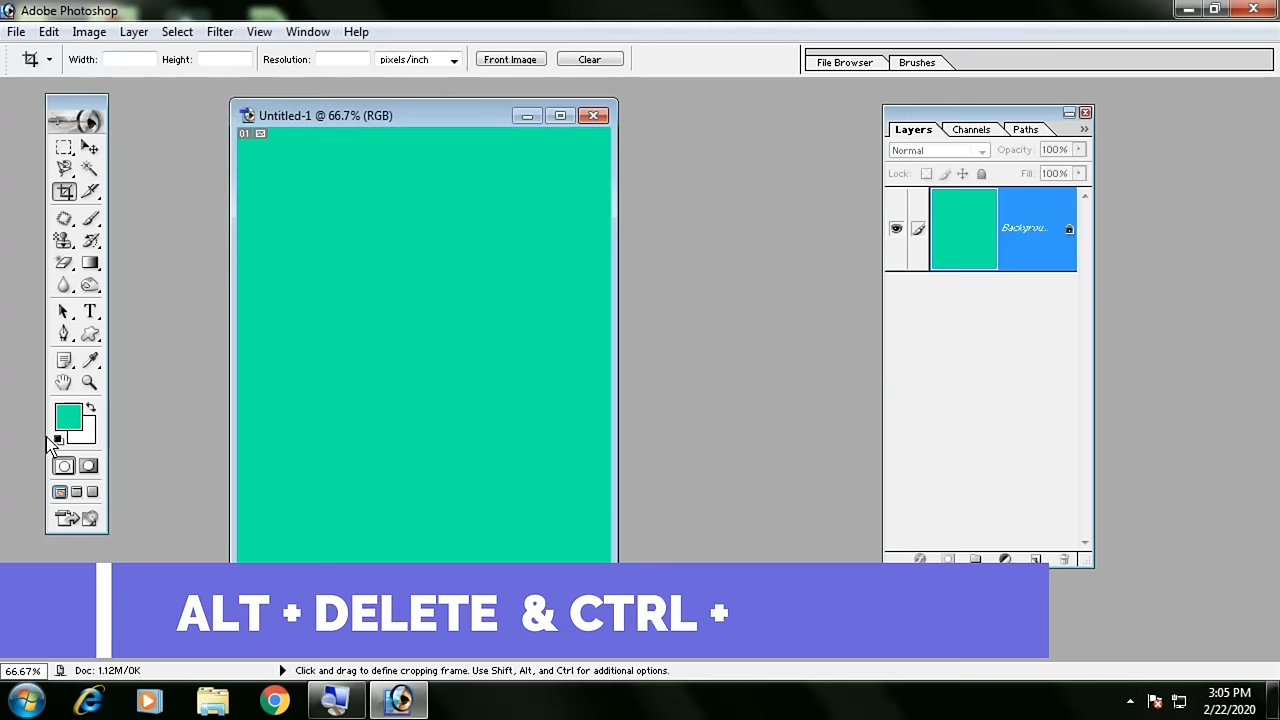 Adobe Photoshop
File Edit Image Layer Select Filter View Window Help
Width: Height: Resolution: pixels/inch Front Image Clear File Browser Brushes
Untitled-1 @ 66.7% (RGB)
01
Layers Channels Paths
Normal Opacity: 100%
Lock: Fill: 100%
Backgrou...
T
ALT + DELETE & CTRL +
66.67% Doc: 1.12M/0K Click and drag to define cropping frame. Use Shift, Alt, and Ctrl for additional options.
3:05 PM
2/22/2020